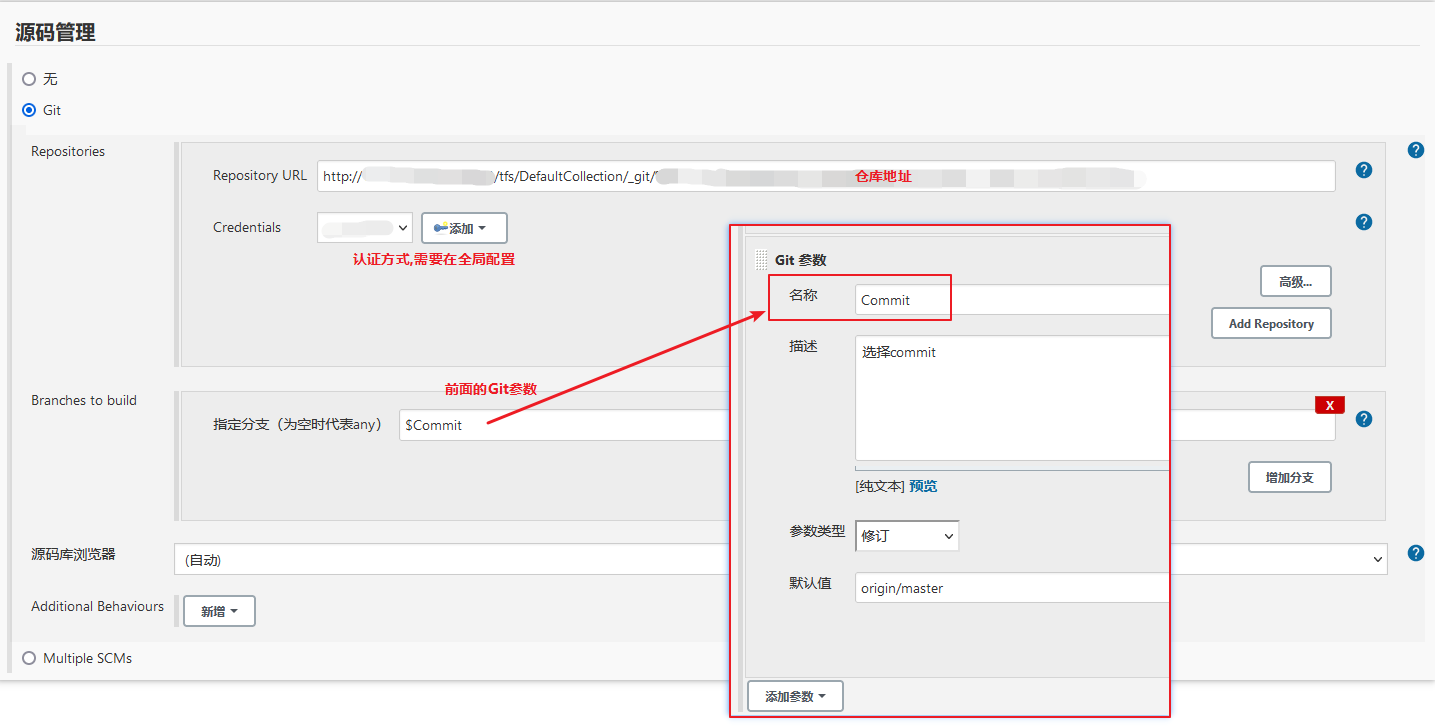 源码管理
无
Git
Repositories
Repository URL
http://
/tfs/DefaultCollection/_git/
仓库地址
Credentials
添加
认证方式,需要在全局配置
高级...
Add Repository
Branches to build
前面的Git参数
指定分支（为空时代表any）
$Commit
X
增加分支
源码库浏览器
(自动)
Additional Behaviours
新增
Multiple SCMs
Git 参数
名称
Commit
描述
选择commit
[纯文本] 预览
参数类型
修订
默认值
origin/master
添加参数